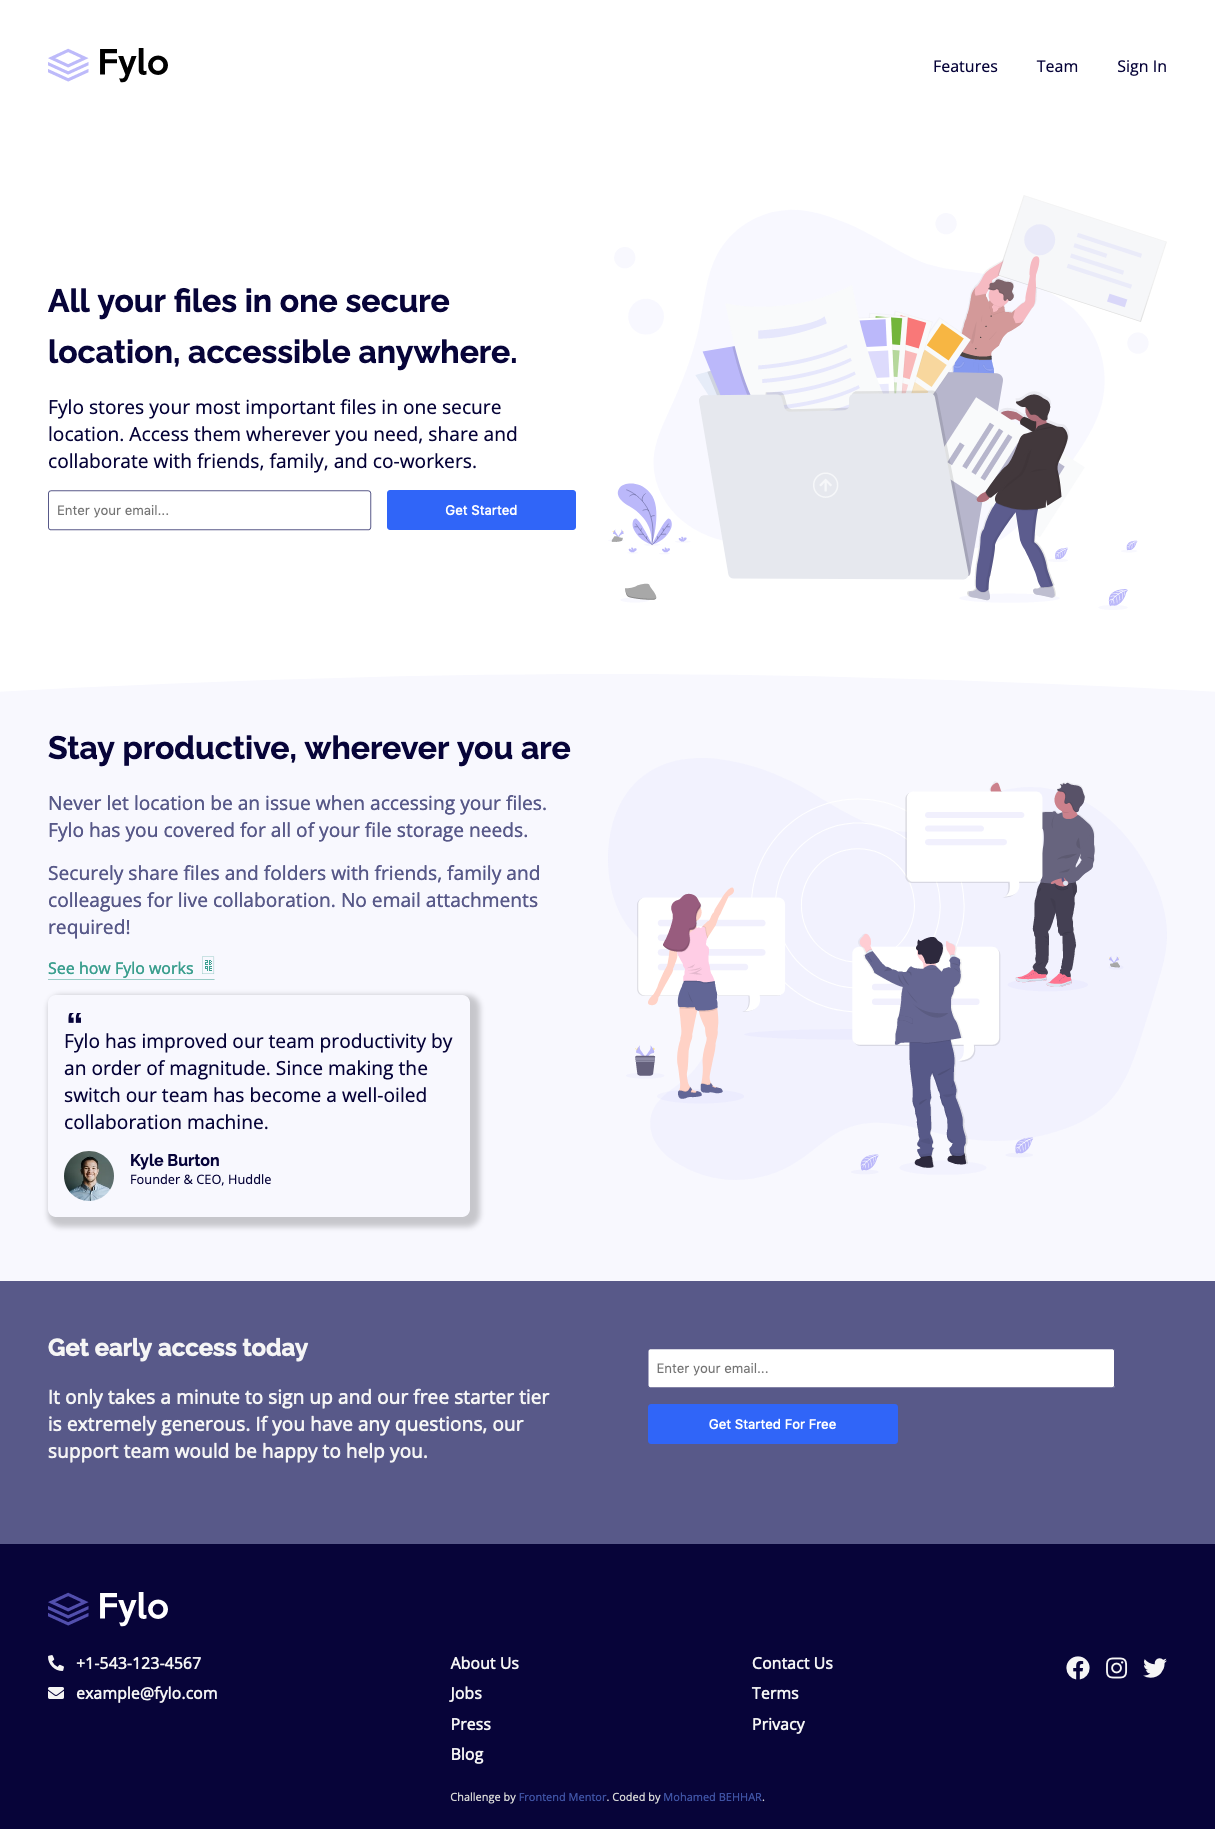 Fylo
Features
Team
Sign In
All your files in one secure
location, accessible anywhere.
Fylo stores your most important files in one secure
location. Access them wherever you need, share and
collaborate with friends, family, and co-workers.
Enter your email...
Get Started
Stay productive, wherever you are
Never let location be an issue when accessing your files.
Fylo has you covered for all of your file storage needs.
Securely share files and folders with friends, family and
colleagues for live collaboration. No email attachments
required!
See how Fylo works
“
Fylo has improved our team productivity by
an order of magnitude. Since making the
switch our team has become a well-oiled
collaboration machine.
Kyle Burton
Founder & CEO, Huddle
Get early access today
It only takes a minute to sign up and our free starter tier
is extremely generous. If you have any questions, our
support team would be happy to help you.
Enter your email...
Get Started For Free
Fylo
+1-543-123-4567
example@fylo.com
About Us
Jobs
Press
Blog
Contact Us
Terms
Privacy
Challenge by Frontend Mentor. Coded by Mohamed BEHHAR.